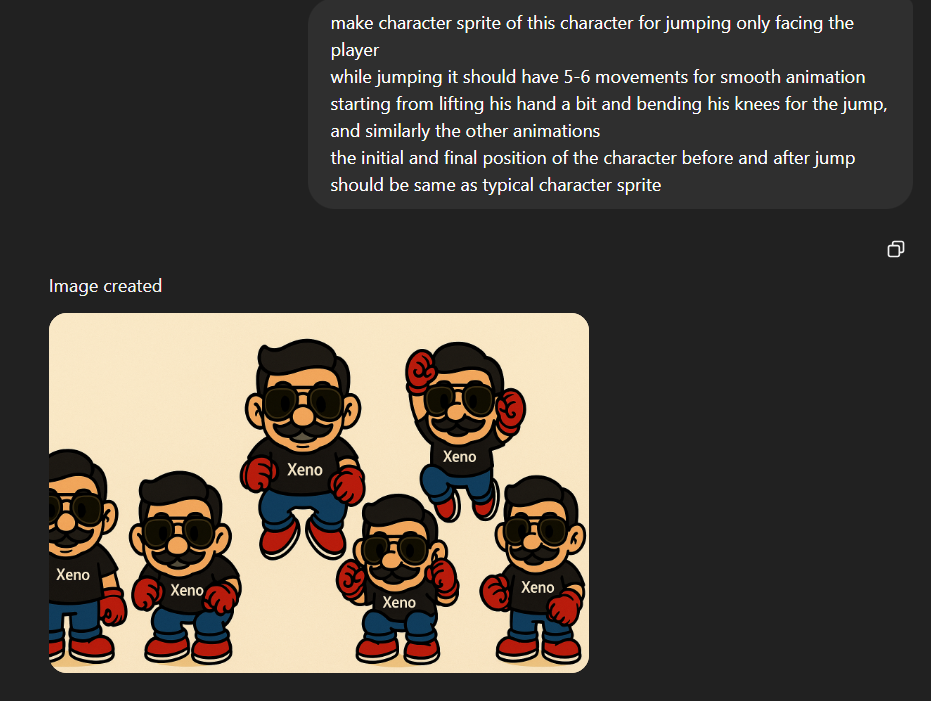 make character sprite of this character for jumping only facing the
player
while jumping it should have 5-6 movements for smooth animation
starting from lifting his hand a bit and bending his knees for the jump,
and similarly the other animations
the initial and final position of the character before and after jump
should be same as typical character sprite
Image created
Xeno
Xeno
Xeno
Xeno
Xeno
Xeno